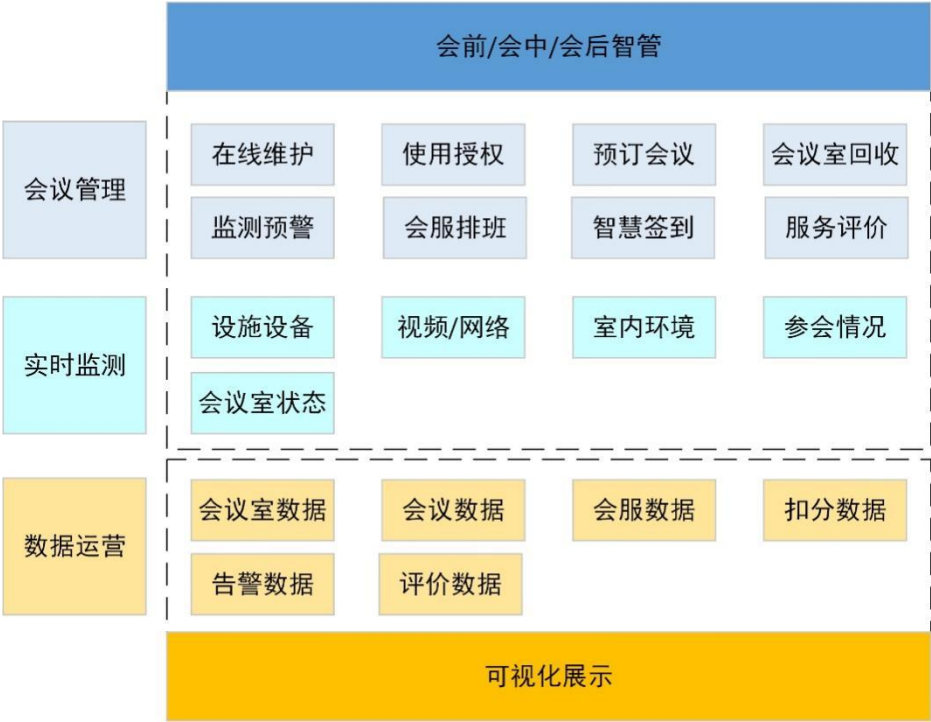 会前/会中/会后智管
会议管理
在线维护 使用授权 预订会议 会议室回收
监测预警 会服排班 智慧签到 服务评价
实时监测
设施设备 视频/网络 室内环境 参会情况
会议室状态
数据运营
会议室数据 会议数据 会服数据 扣分数据
告警数据 评价数据
可视化展示